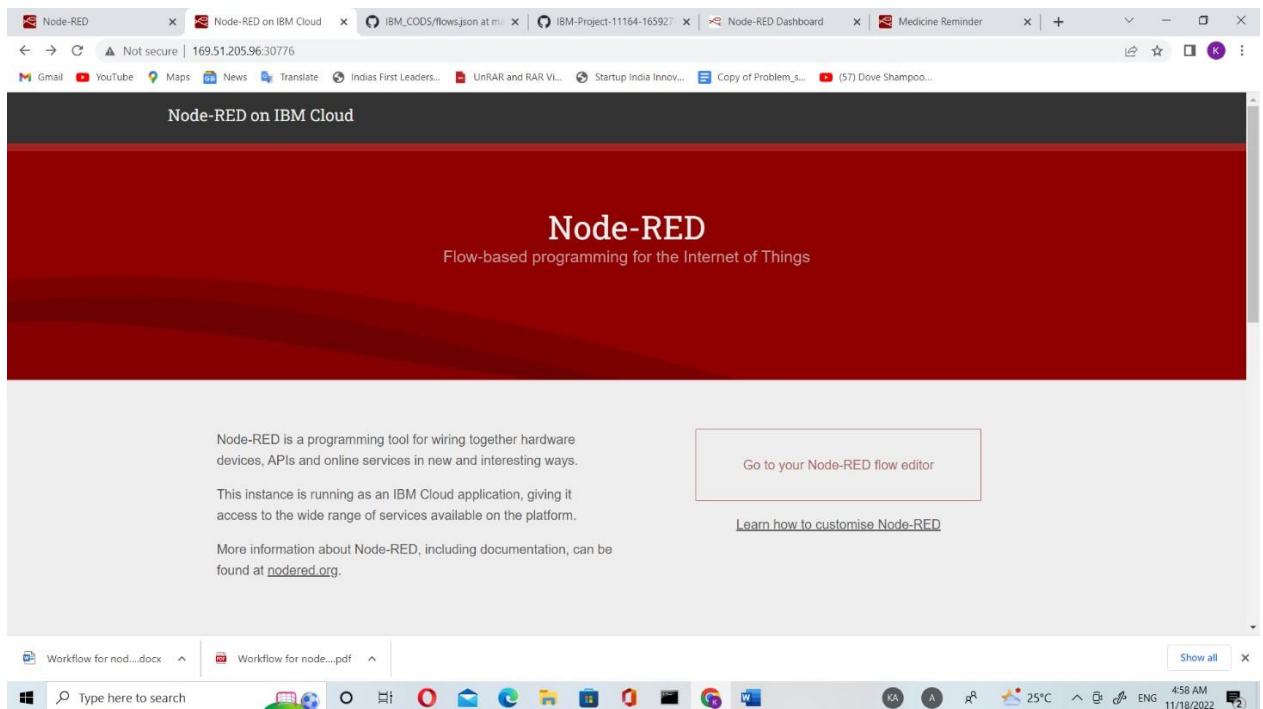 Node-RED
Node-RED on IBM Cloud
IBM_CODS/flows.json at m
IBM-Project-11164-165927
Node-RED Dashboard
Medicine Reminder
Not secure | 169.51.205.96:30776
Gmail YouTube Maps News Translate Indias First Leaders... UnRAR and RAR Vi... Startup India Innov... Copy of Problem_s... (57) Dove Shampoo...
Node-RED on IBM Cloud
Node-RED
Flow-based programming for the Internet of Things
Node-RED is a programming tool for wiring together hardware
devices, APIs and online services in new and interesting ways.
This instance is running as an IBM Cloud application, giving it
access to the wide range of services available on the platform.
More information about Node-RED, including documentation, can be
found at nodered.org.
Go to your Node-RED flow editor
Learn how to customise Node-RED
Workflow for nod....docx
Workflow for node....pdf
Show all
Type here to search
KA A 25°C ENG
4:58 AM
11/18/2022